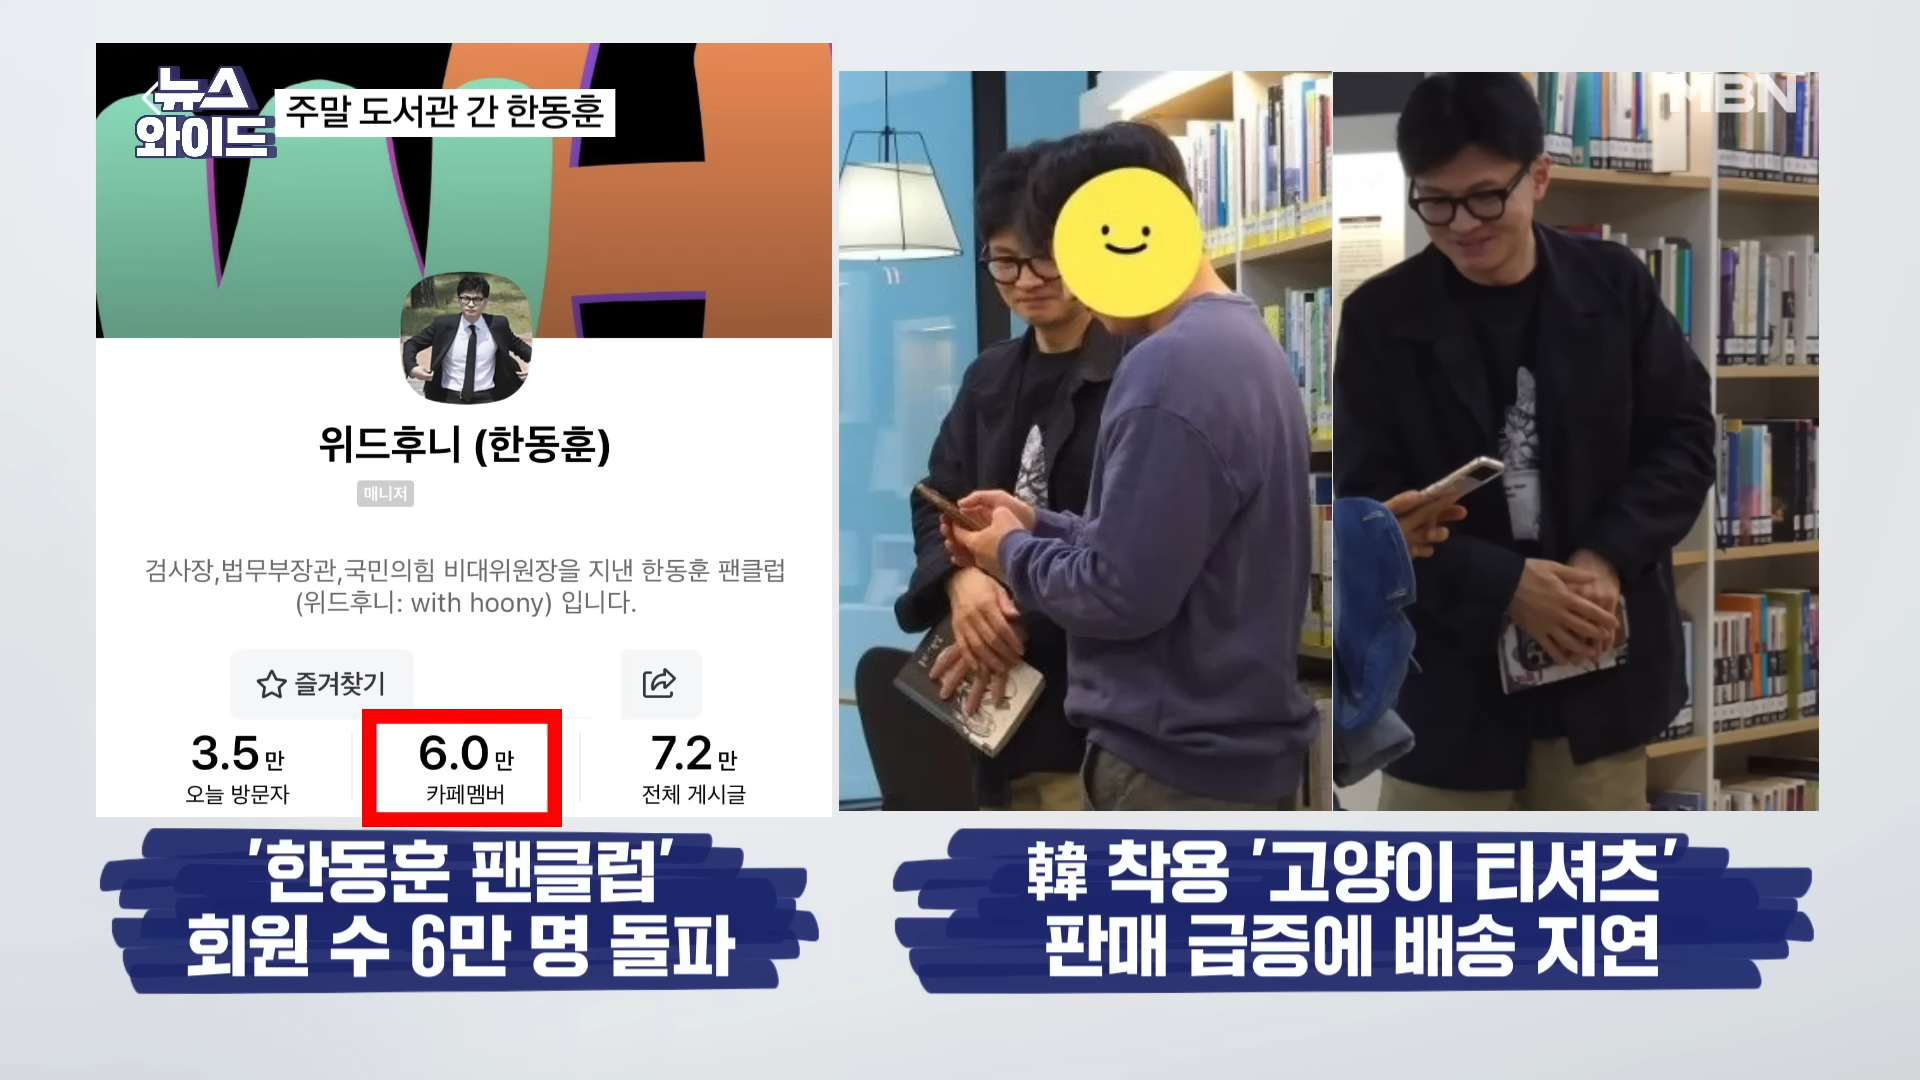 뉴스
와이드
주말 도서관 간 한동훈
MBN
위드후니 (한동훈)
매니저
검사장,법무부장관,국민의힘 비대위원장을 지낸 한동훈 팬클럽
(위드후니: with hoony) 입니다.
즐겨찾기
3.5만
오늘 방문자
6.0만
카페멤버
7.2만
전체 게시글
'한동훈 팬클럽'
회원 수 6만 명 돌파
韓 착용 '고양이 티셔츠'
판매 급증에 배송 지연